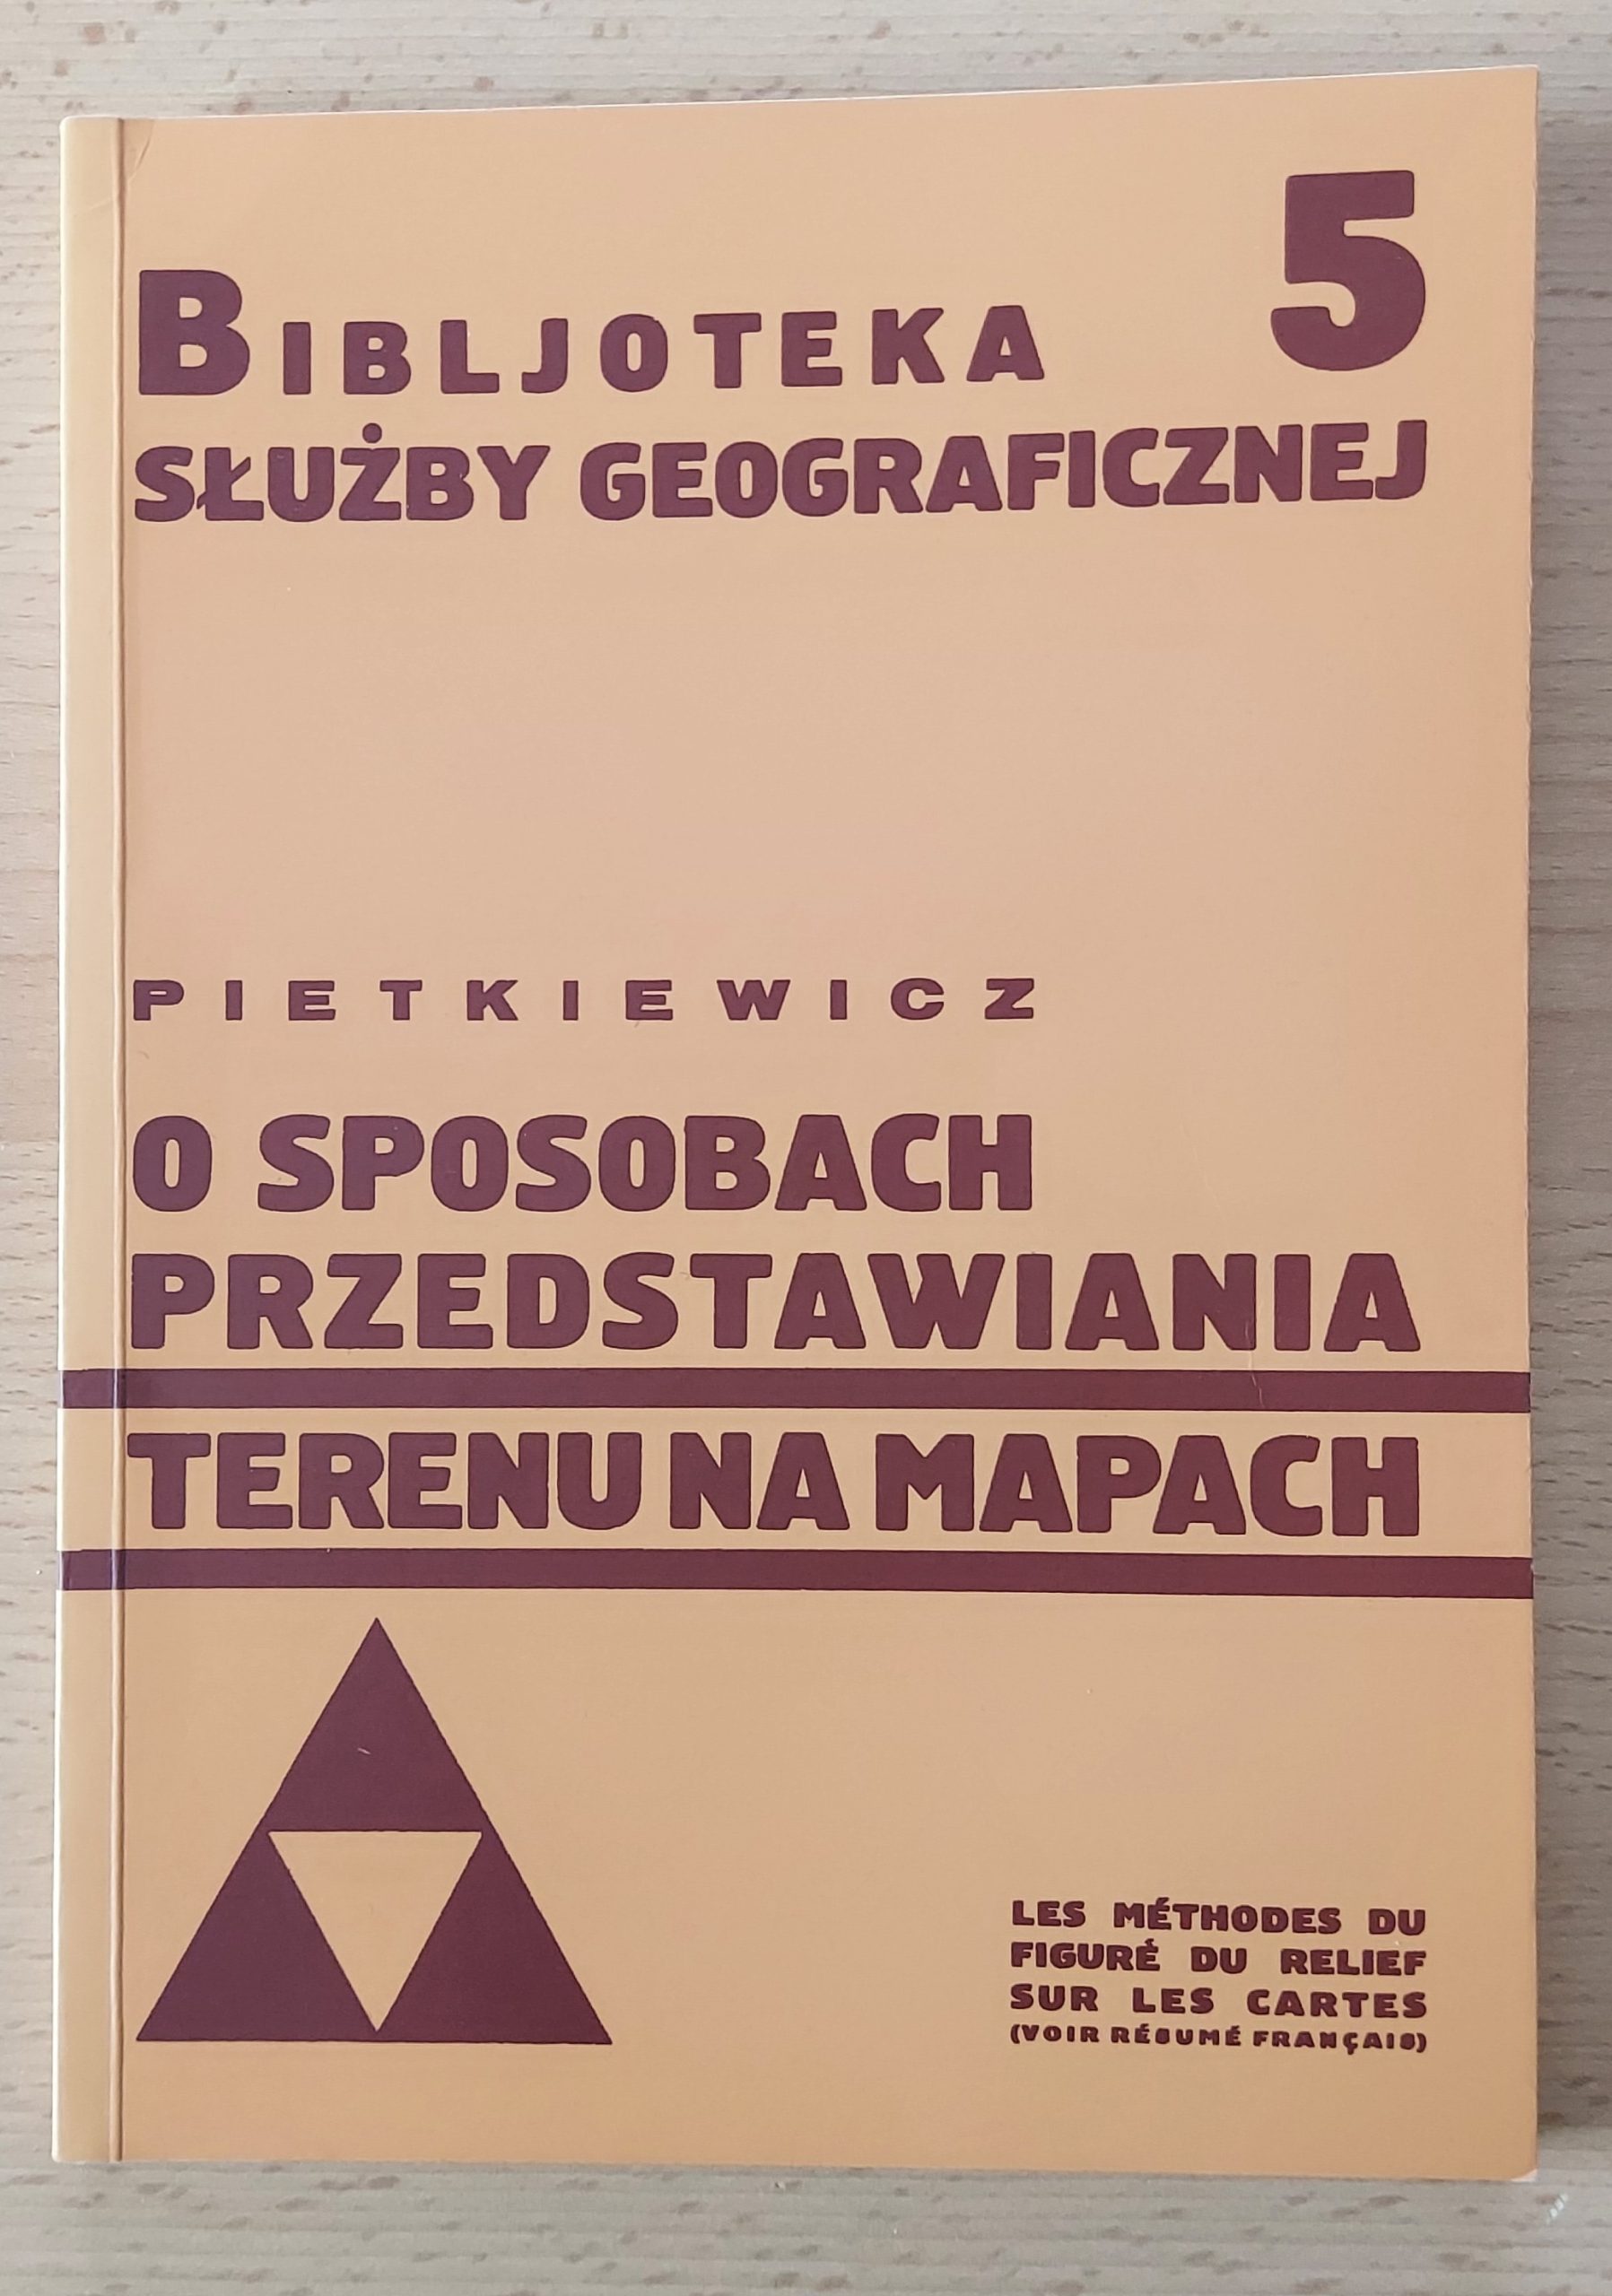 5
BIBLJOTEKA
SŁUŻBY GEOGRAFICZNEJ
PIETKIEWICZ
O SPOSOBACH
PRZEDSTAWIANIA
TERENU NA MAPACH
LES MÉTHODES DU
FIGURÉ DU RELIEF
SUR LES CARTES
(VOIR RÉSUMÉ FRANÇAIS)